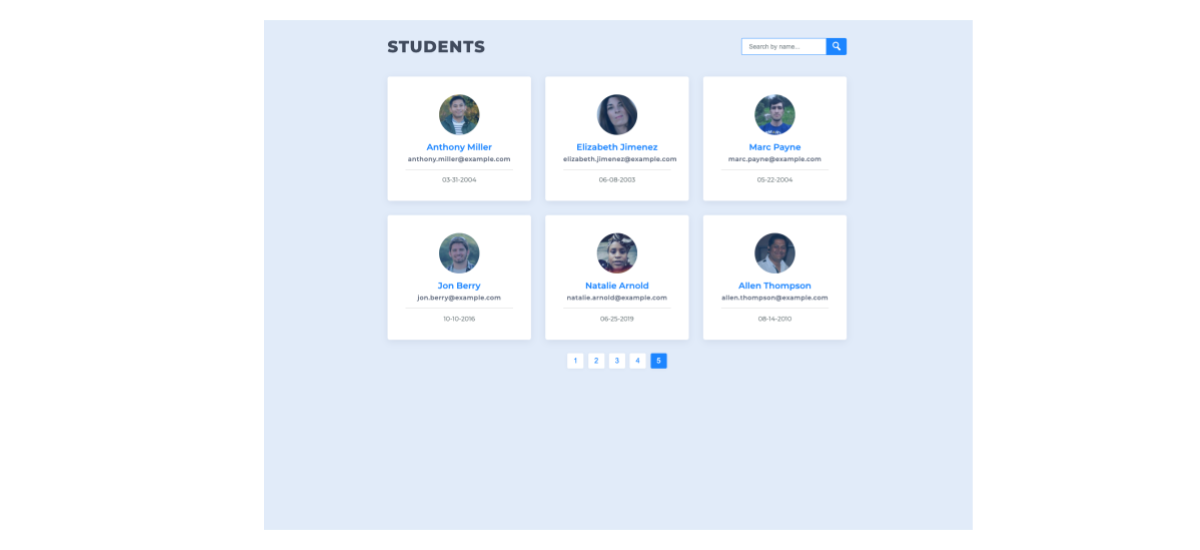 STUDENTS
Search by name...
Anthony Miller
anthony.miller@example.com
03-31-2004
Elizabeth Jimenez
elizabeth.jimenez@example.com
06-08-2003
Marc Payne
marc.payne@example.com
05-22-2004
Jon Berry
jon.berry@example.com
10-10-2016
Natalie Arnold
natalie.arnold@example.com
06-25-2019
Allen Thompson
allen.thompson@example.com
08-14-2010
1 2 3 4 5